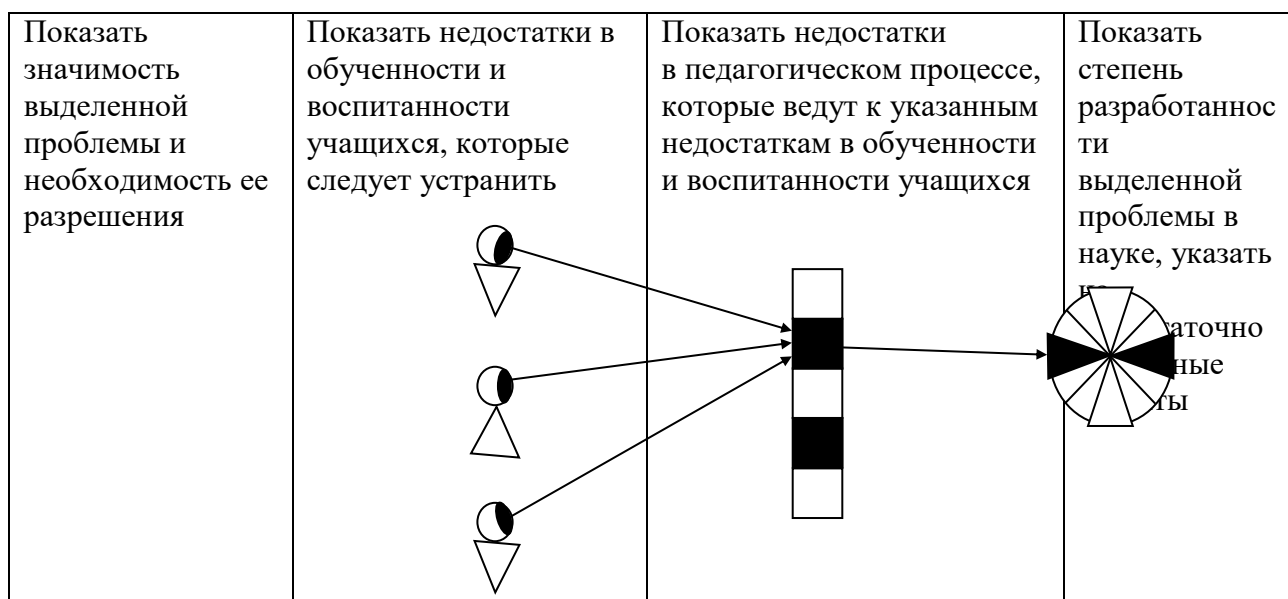 Показать
значимость
выделенной
проблемы и
необходимость ее
разрешения
Показать недостатки в
обученности и
воспитанности
учащихся, которые
следует устранить
Показать недостатки
в педагогическом процессе,
которые ведут к указанным
недостаткам в обученности
и воспитанности учащихся
Показать
степень
разработаннос
ти
выделенной
проблемы в
науке, указать